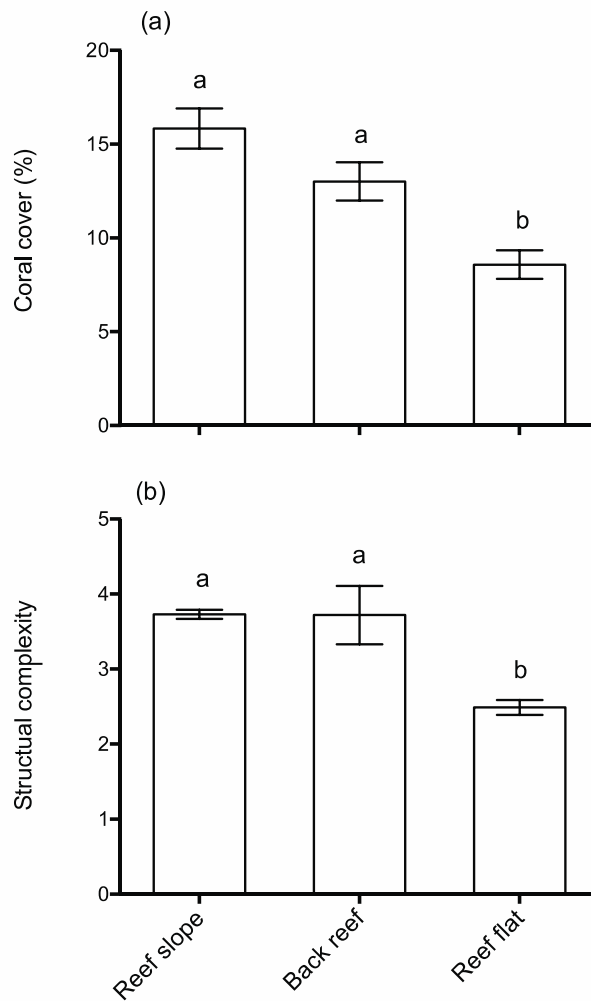 (a)
20
15
10
5
0
Coral cover (%)
a
a
b
(b)
5
4
3
2
1
0
Structual complexity
a
a
b
Reef slope
Back reef
Reef flat